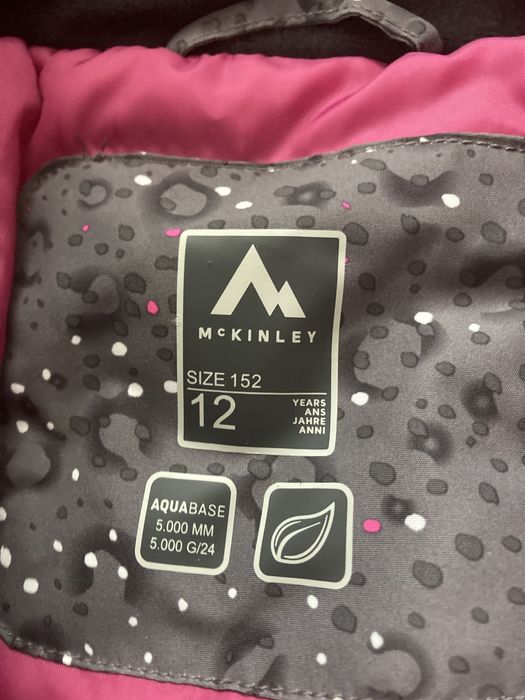 McKINLEY
SIZE 152
12
YEARS
ANS
JAHRE
ANNI
AQUABASE
5.000 MM
5.000 G/24